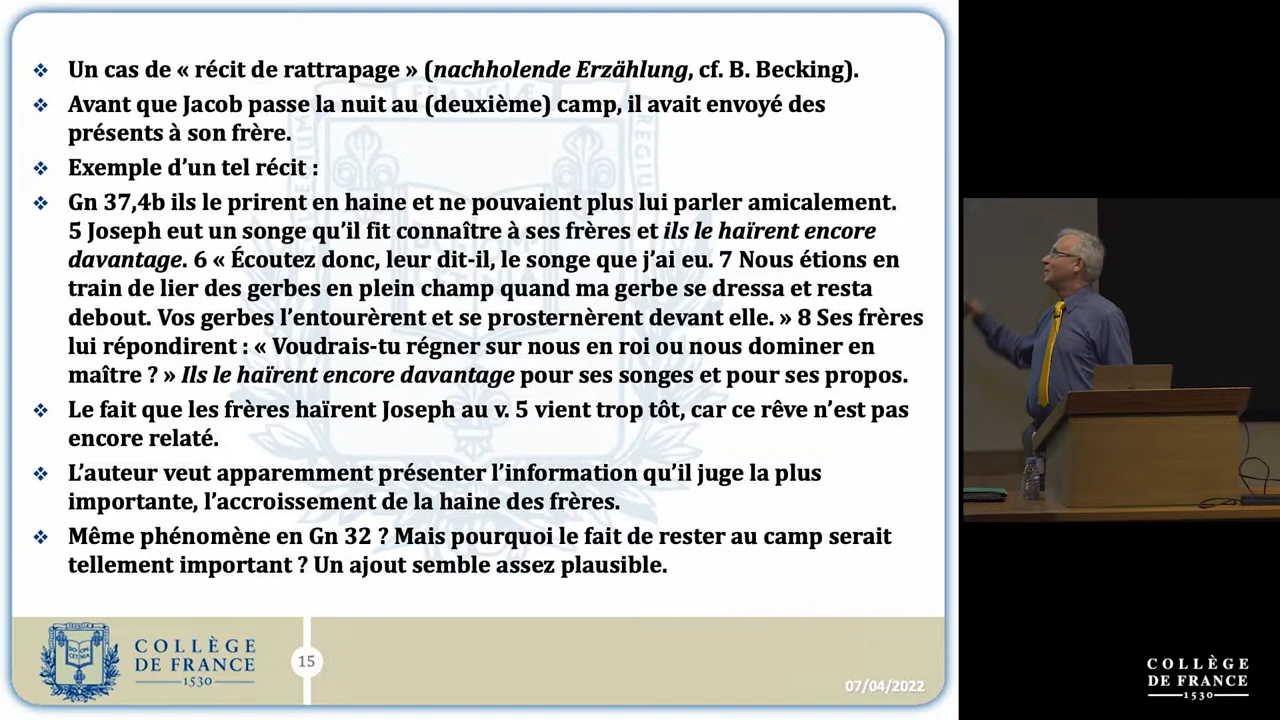 Un cas de « récit de rattrapage » (nachholende Erzählung, cf. B. Becking).
Avant que Jacob passe la nuit au (deuxième) camp, il avait envoyé des
présents à son frère.
Exemple d’un tel récit :
Gn 37,4b ils le prirent en haine et ne pouvaient plus lui parler amicalement.
5 Joseph eut un songe qu’il fit connaître à ses frères et ils le haïrent encore
davantage. 6 « Écoutez donc, leur dit-il, le songe que j’ai eu. 7 Nous étions en
train de lier des gerbes en plein champ quand ma gerbe se dressa et resta
debout. Vos gerbes l’entourèrent et se prosternèrent devant elle. » 8 Ses frères
lui répondirent : « Voudrais-tu régner sur nous en roi ou nous dominer en
maître ? » Ils le haïrent encore davantage pour ses songes et pour ses propos.
Le fait que les frères haïrent Joseph au v. 5 vient trop tôt, car ce rêve n’est pas
encore relaté.
L’auteur veut apparemment présenter l’information qu’il juge la plus
importante, l’accroissement de la haine des frères.
Même phénomène en Gn 32 ? Mais pourquoi le fait de rester au camp serait
tellement important ? Un ajout semble assez plausible.
COLLÈGE
DE FRANCE
1530
15
07/04/2022
COLLÈGE
DE FRANCE
1530